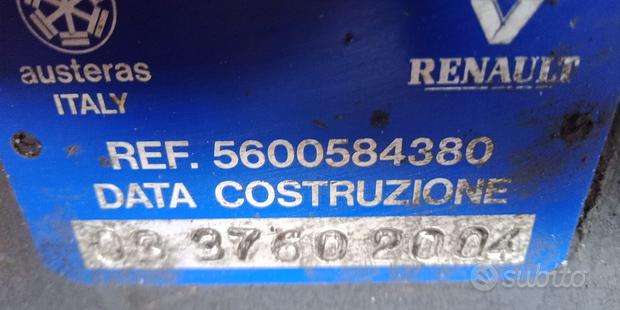 austeras
ITALY
RENAULT
REF. 5600584380
DATA COSTRUZIONE
03 3760 2004
subito